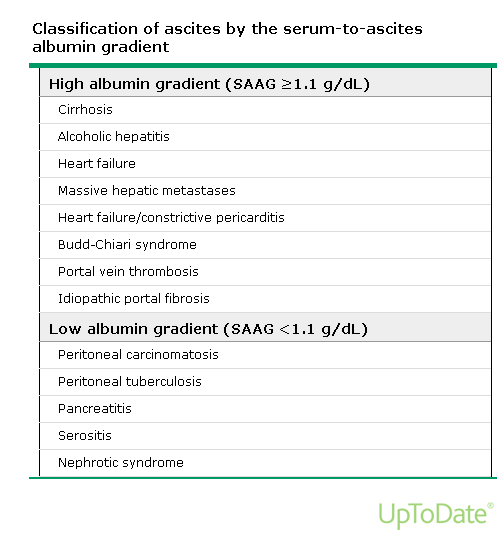 Classification of ascites by the serum-to-ascites
albumin gradient
High albumin gradient (SAAG ≥1.1 g/dL)
Cirrhosis
Alcoholic hepatitis
Heart failure
Massive hepatic metastases
Heart failure/constrictive pericarditis
Budd-Chiari syndrome
Portal vein thrombosis
Idiopathic portal fibrosis
Low albumin gradient (SAAG <1.1 g/dL)
Peritoneal carcinomatosis
Peritoneal tuberculosis
Pancreatitis
Serositis
Nephrotic syndrome
UpToDate®